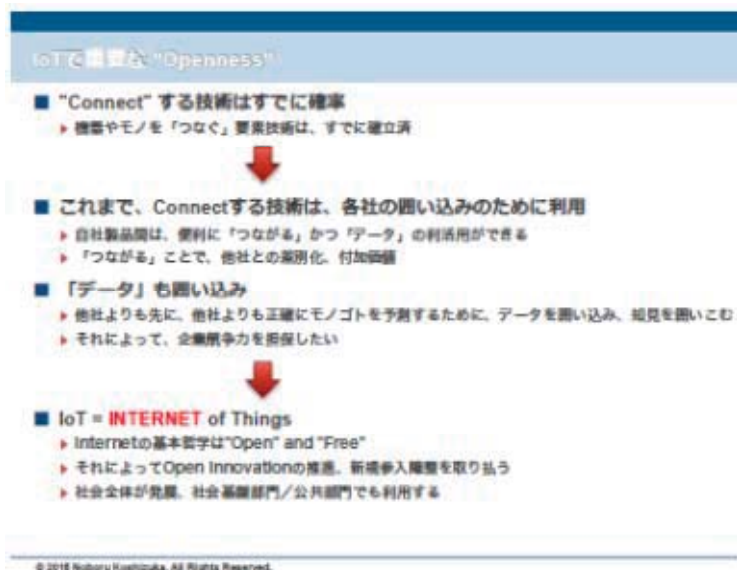 IoTで重要な "Openness"
■ "Connect" する技術はすでに確率
▶ 機器やモノを「つなぐ」要素技術は、すでに確立済
■ これまで、Connectする技術は、各社の囲い込みのために利用
▶ 自社製品間は、便利に「つながる」かつ「データ」の利活用ができる
▶ 「つながる」ことで、他社との差別化、付加価値
■ 「データ」も囲い込み
▶ 他社よりも先に、他社よりも正確にモノゴトを予測するために、データを囲い込み、知見を囲いこむ
▶ それによって、企業競争力を担保したい
■ IoT = INTERNET of Things
▶ Internetの基本哲学は"Open" and "Free"
▶ それによってOpen Innovationの推進、新規参入障壁を取り払う
▶ 社会全体が発展、社会基盤部門／公共部門でも利用する
© 2015 Noboru Koshizuka. All Rights Reserved.